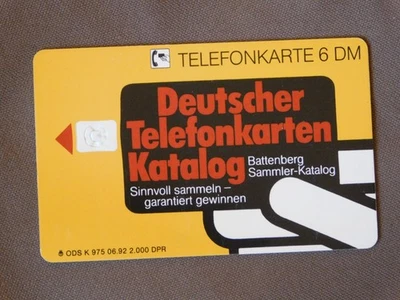 TELEFONKARTE 6 DM
Deutscher
Telefonkarten
Katalog
Battenberg
Sammler-Katalog
Sinnvoll sammeln –
garantiert gewinnen
ODS K 975 06.92 2.000 DPR